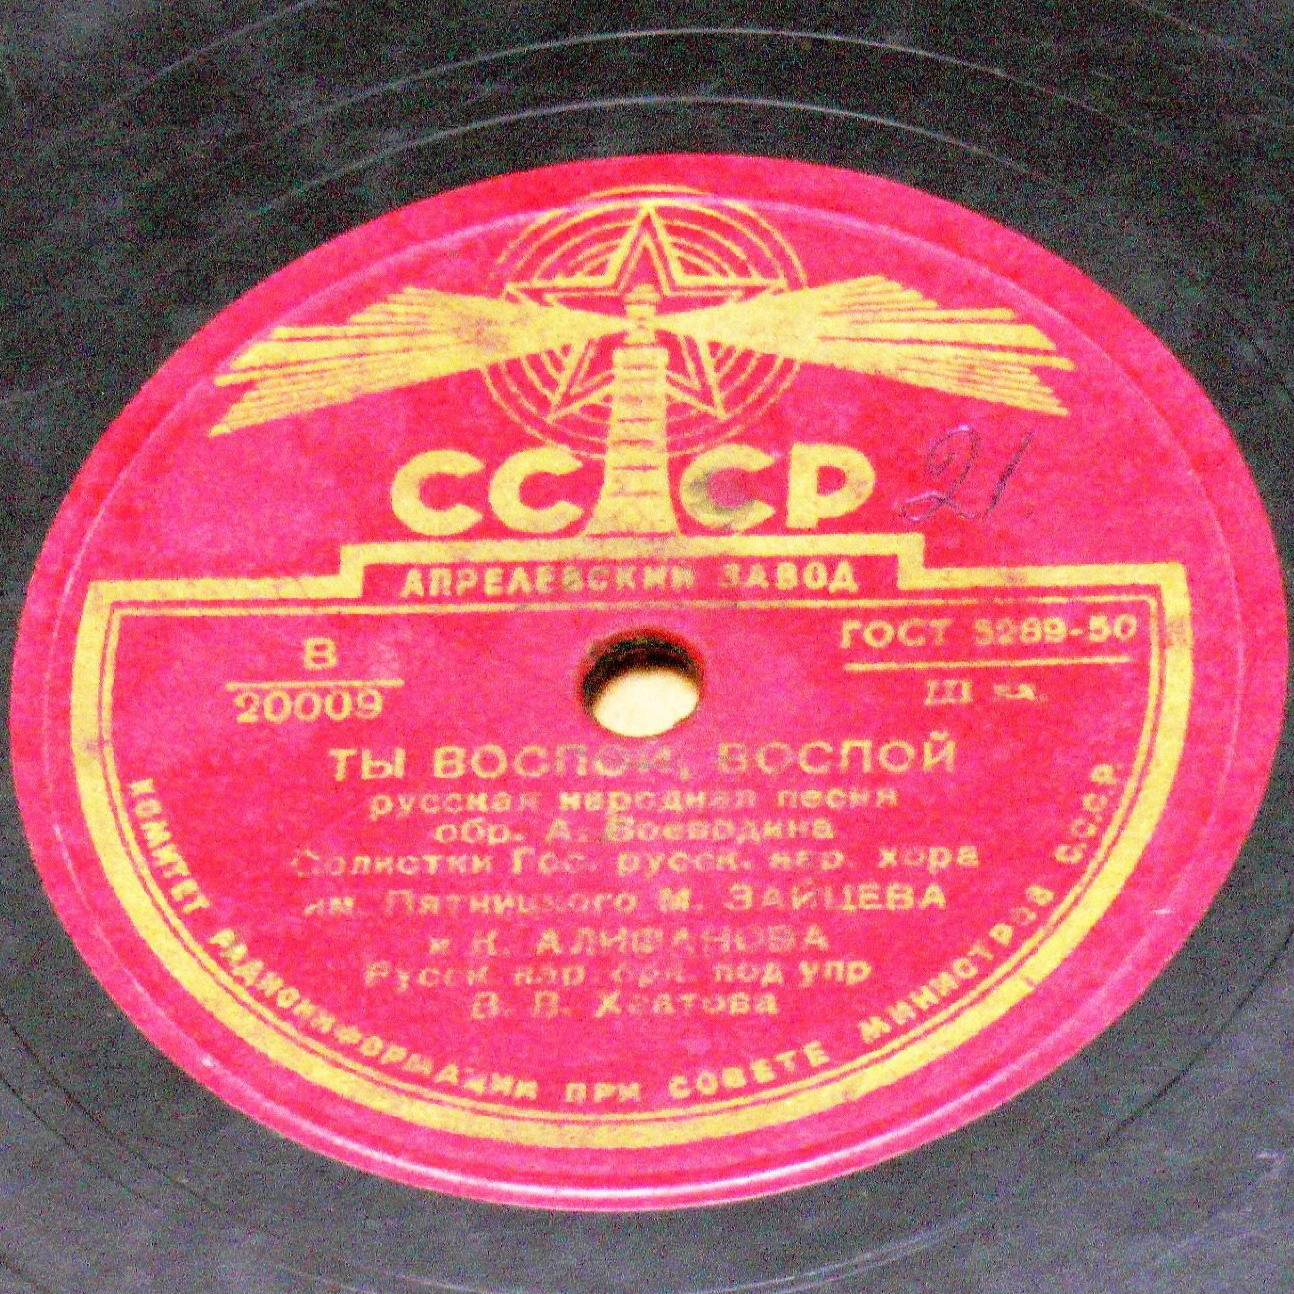 СССР
21
АПРЕЛЕВСКИЙ ЗАВОД
В
20009
ГОСТ 5289-50
III кл.
ТЫ ВОСПОЙ, ВОСПОЙ
русская народная песня
обр. А. Воеводина
Солистки Гос. русск. нар. хора
им. Пятницкого М. ЗАЙЦЕВА
и К. АЛИФАНОВА
Русск. нар. орк. под упр.
В. В. Хватова
КОМИТЕТ РАДИОИНФОРМАЦИИ ПРИ СОВЕТЕ МИНИСТРОВ С.С.С.Р.